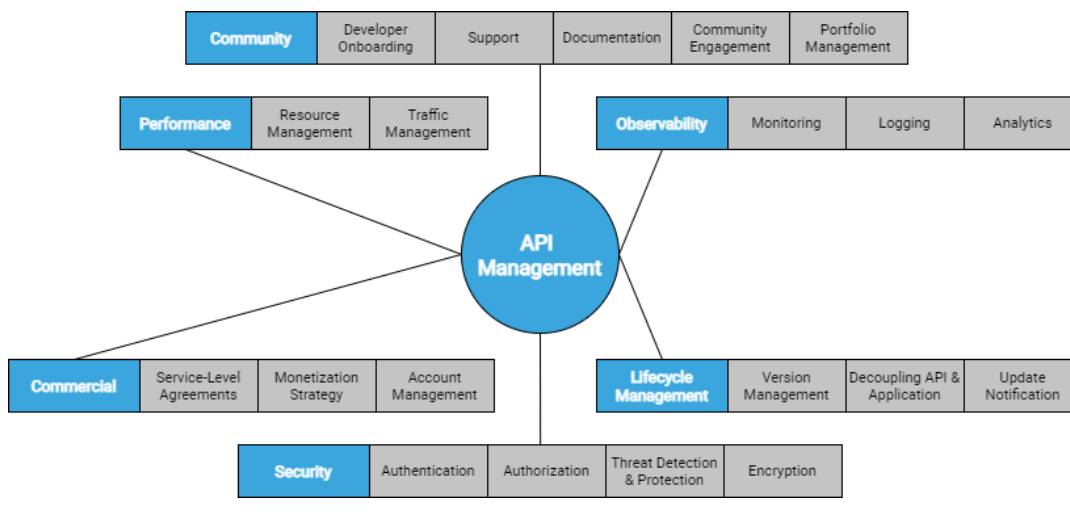 Community
Developer
Onboarding
Support
Documentation
Community
Engagement
Portfolio
Management
Performance
Resource
Management
Traffic
Management
Observability
Monitoring
Logging
Analytics
API
Management
Commercial
Service-Level
Agreements
Monetization
Strategy
Account
Management
Lifecycle
Management
Version
Management
Decoupling API &
Application
Update
Notification
Security
Authentication
Authorization
Threat Detection
& Protection
Encryption